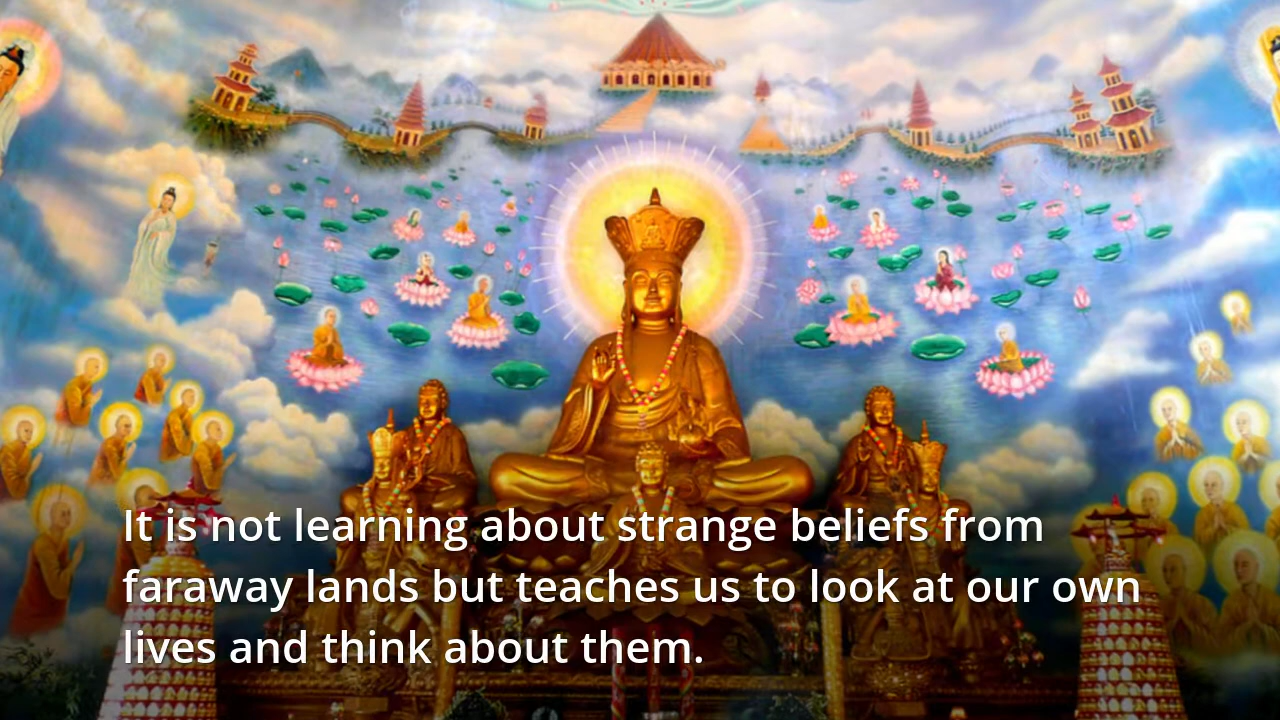 It is not learning about strange beliefs from
faraway lands but teaches us to look at our own
lives and think about them.